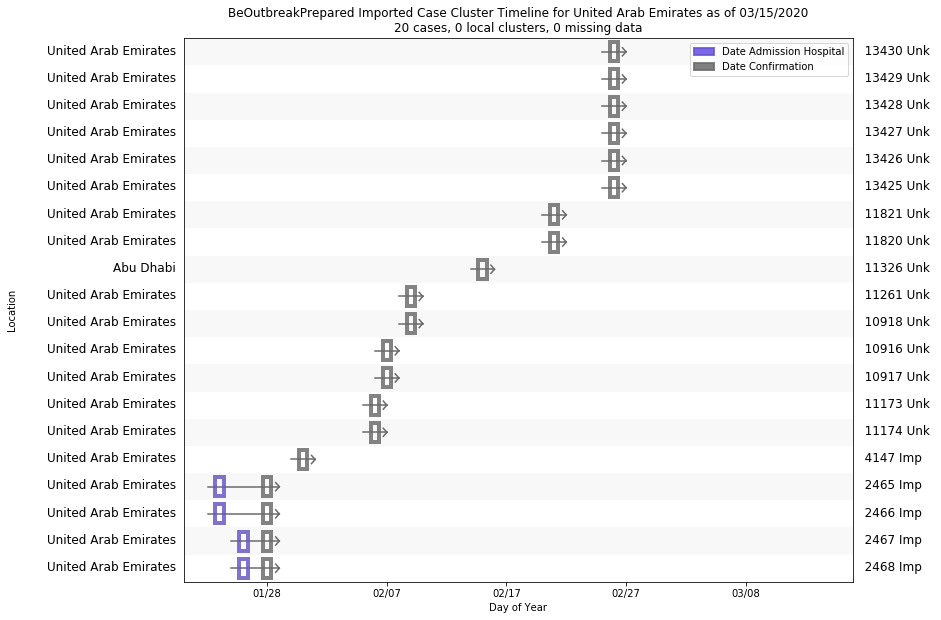 BeOutbreakPrepared Imported Case Cluster Timeline for United Arab Emirates as of 03/15/2020
20 cases, 0 local clusters, 0 missing data
Date Admission Hospital
Date Confirmation
United Arab Emirates 13430 Unk
United Arab Emirates 13429 Unk
United Arab Emirates 13428 Unk
United Arab Emirates 13427 Unk
United Arab Emirates 13426 Unk
United Arab Emirates 13425 Unk
United Arab Emirates 11821 Unk
United Arab Emirates 11820 Unk
Abu Dhabi 11326 Unk
United Arab Emirates 11261 Unk
United Arab Emirates 10918 Unk
United Arab Emirates 10916 Unk
United Arab Emirates 10917 Unk
United Arab Emirates 11173 Unk
United Arab Emirates 11174 Unk
United Arab Emirates 4147 Imp
United Arab Emirates 2465 Imp
United Arab Emirates 2466 Imp
United Arab Emirates 2467 Imp
United Arab Emirates 2468 Imp
Location
01/28 02/07 02/17 02/27 03/08
Day of Year